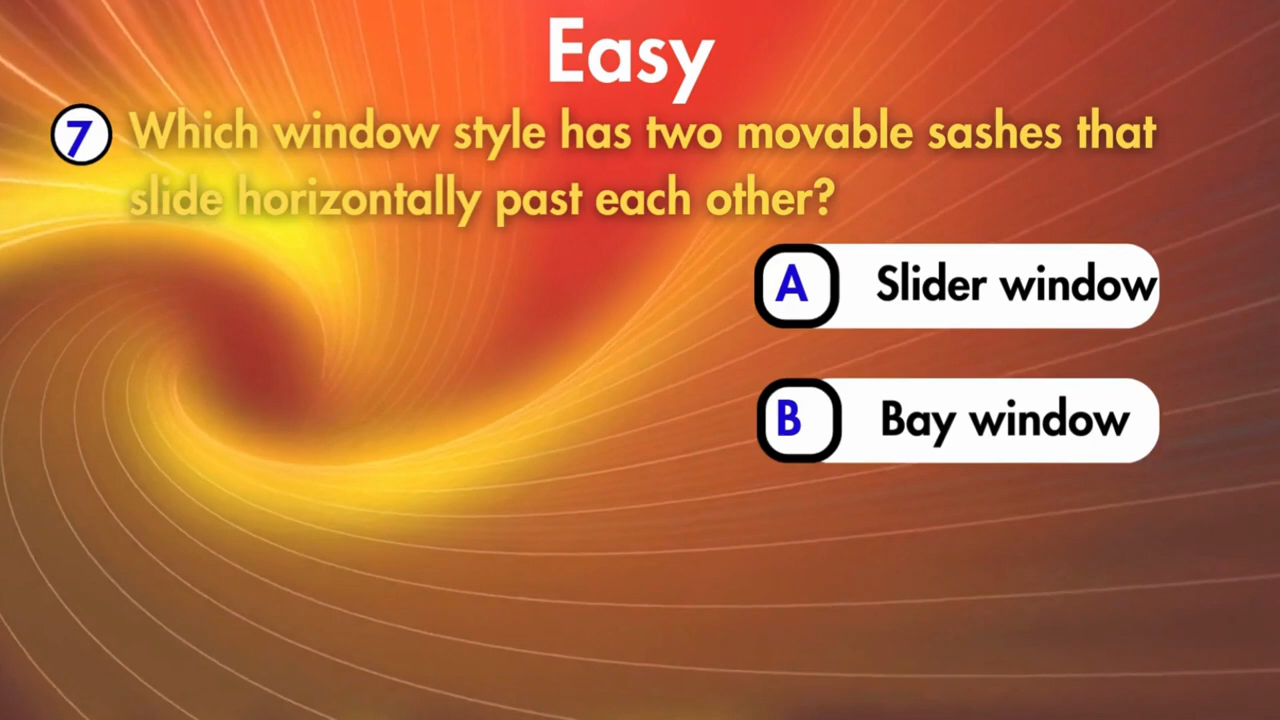 Easy
7 Which window style has two movable sashes that
slide horizontally past each other?
A Slider window
B Bay window